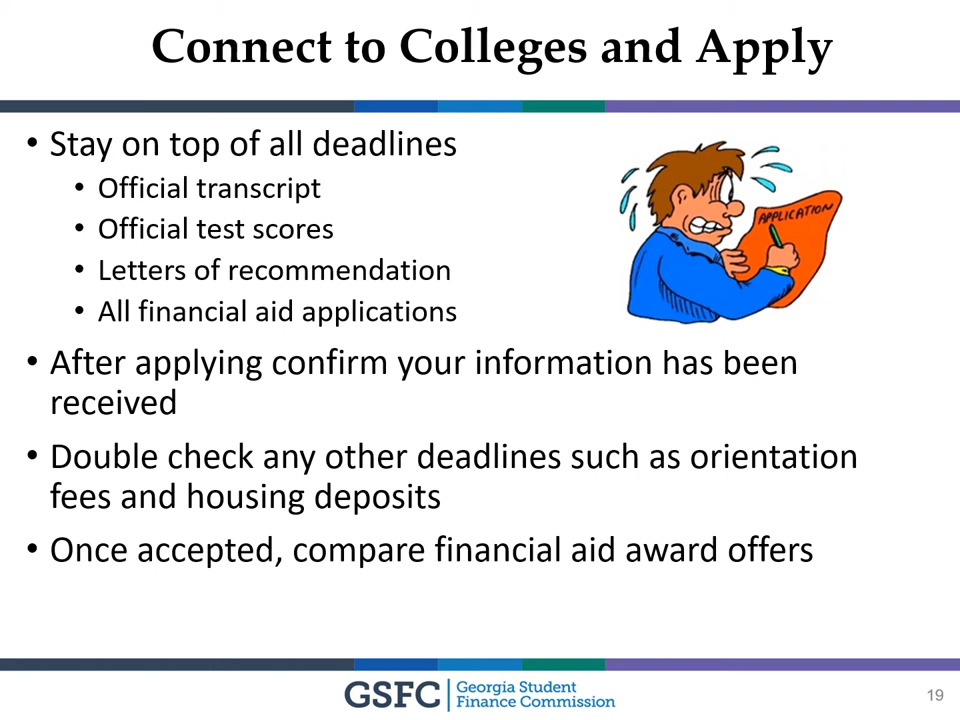 Connect to Colleges and Apply
• Stay on top of all deadlines
• Official transcript
• Official test scores
• Letters of recommendation
• All financial aid applications
APPLICATION
• After applying confirm your information has been
received
• Double check any other deadlines such as orientation
fees and housing deposits
• Once accepted, compare financial aid award offers
GSFC
Georgia Student
Finance Commission
19